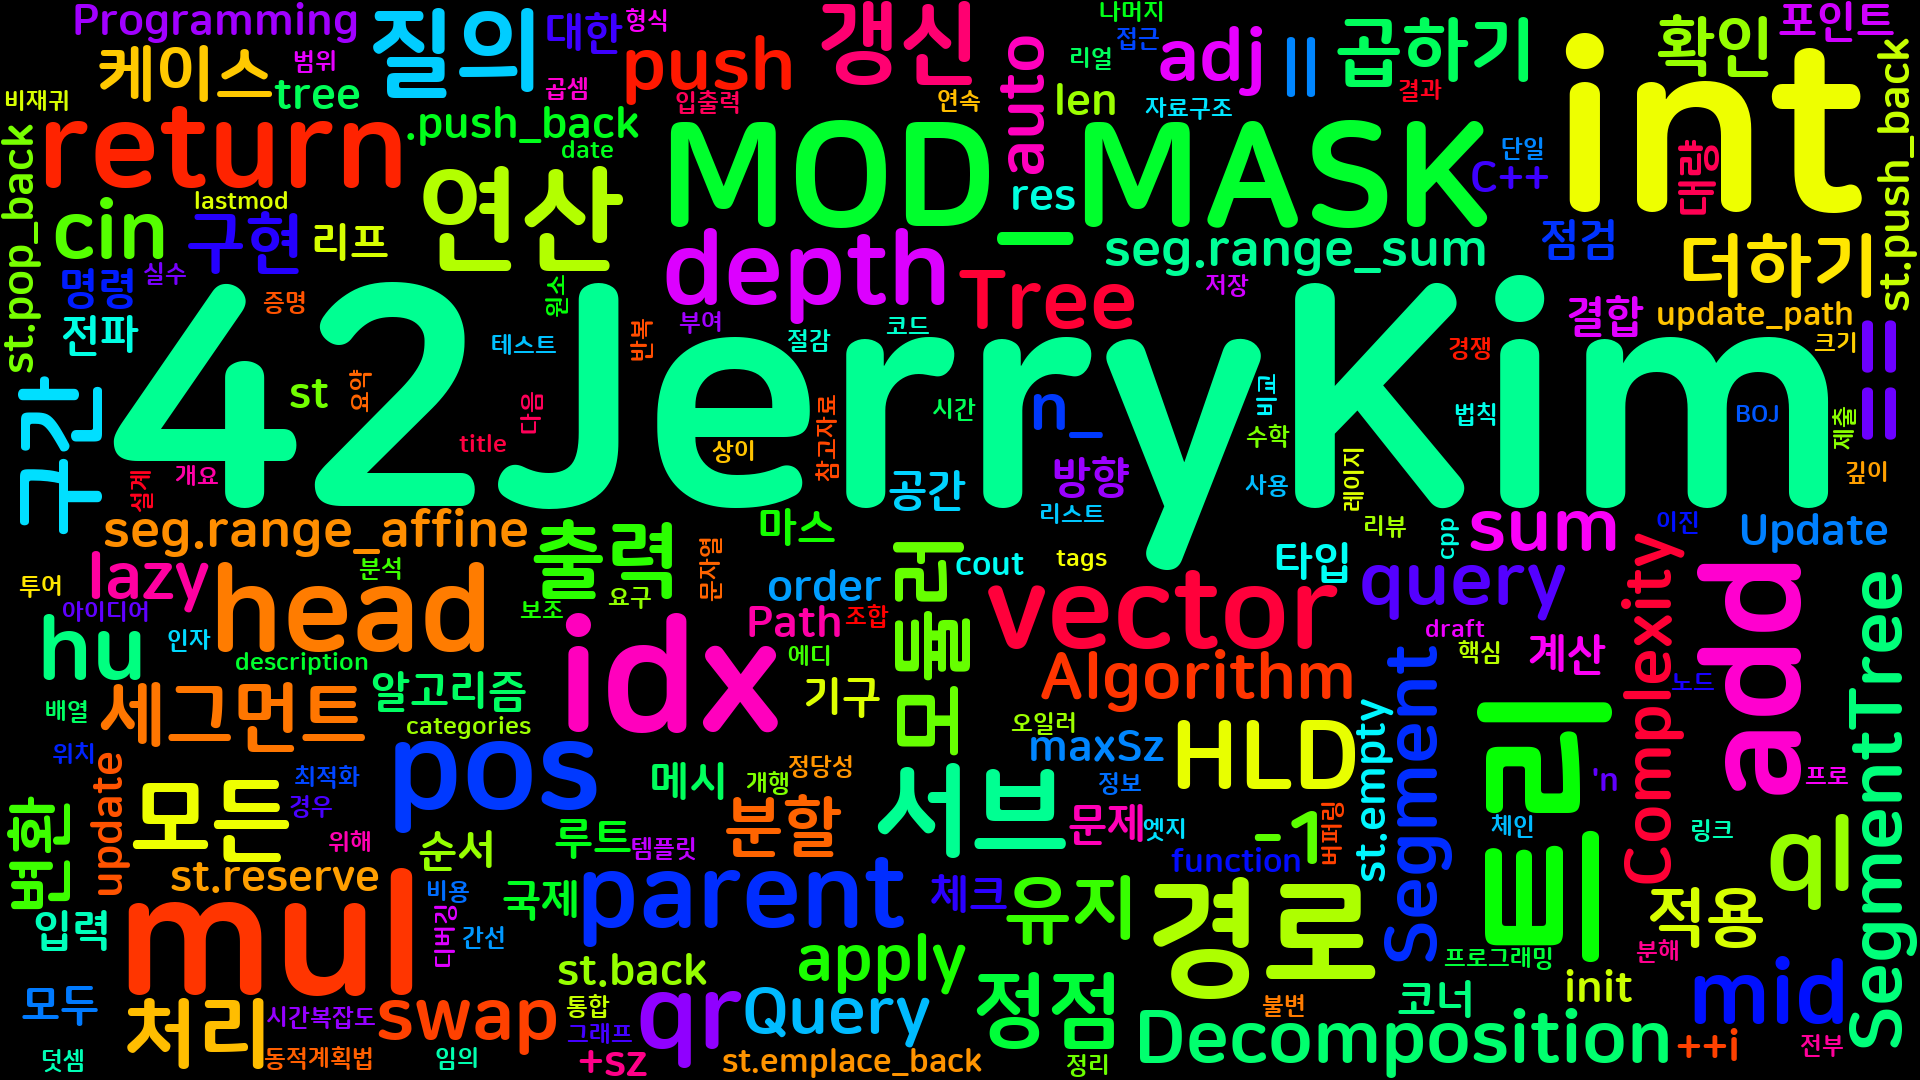 Programming
질의
대한
형식
push
갱신
나머지
접근
리얼
adj
||
곱하기
확인
포인트
int
케이스
범위
tree
비재귀
곱셈
입출력
연속
auto
len
자료구조
결과
st.push_back
return
.push_back
date
MOD_MASK
res
단일
C++
대량
st.pop_back
lastmod
cin
구현
리프
연산
depth
seg.range_sum
점검
더하기
명령
실수
증명
원소
Tree
저장
결합
update_path
전파
테스트
반복
부여
절감
코드
경쟁
크기
==
42JerryKim
구간
st
요약
다음
title
상이
참고자료
시간
n_
비교
수학
법칙
BOJ
제출
설계
개요
공간
방향
사용
레이지
깊이
seg.range_affine
출력
마스
리스트
리뷰
cpp
sum
이진
Update
투어
lazy
분석
head
보조
요구
문자열
order
머뷸러
cout
tags
타입
query
Complexity
add
SegmentTree
아이디어
hu
인자
description
idx
Path
조합
에디
vector
draft
핵심
계산
노드
배열
세그먼트
알고리즘
categories
기구
Algorithm
오일러
maxSz
정보
HLD
st.empty
Segment
트리
'n
프로
위치
update
최적화
경우
pos
메시
개행
정당성
변환
모든
위해
순서
루트
템플릿
분할
서브
문제
엣지
-1
버퍼링
function
체인
링크
ql
st.reserve
비용
국제
parent
체크
유지
경로
적용
입력
mul
디버깅
간선
st.back
apply
프로그래밍
분해
mid
모두
처리
시간복잡도
swap
통합
그래프
qr
Query
정점
불변
코너
init
덧셈
동적계획법
임의
+sz
st.emplace_back
정리
Decomposition
++i
전부